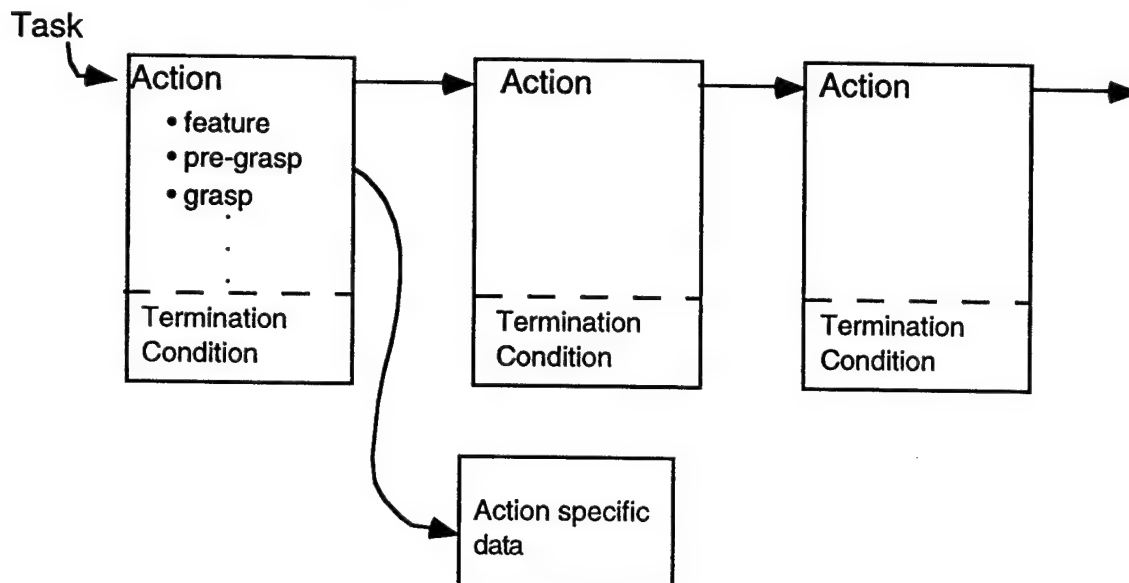 Task
Action
• feature
• pre-grasp
• grasp
.
.
.
Termination
Condition
Action
Termination
Condition
Action
Termination
Condition
Action specific
data